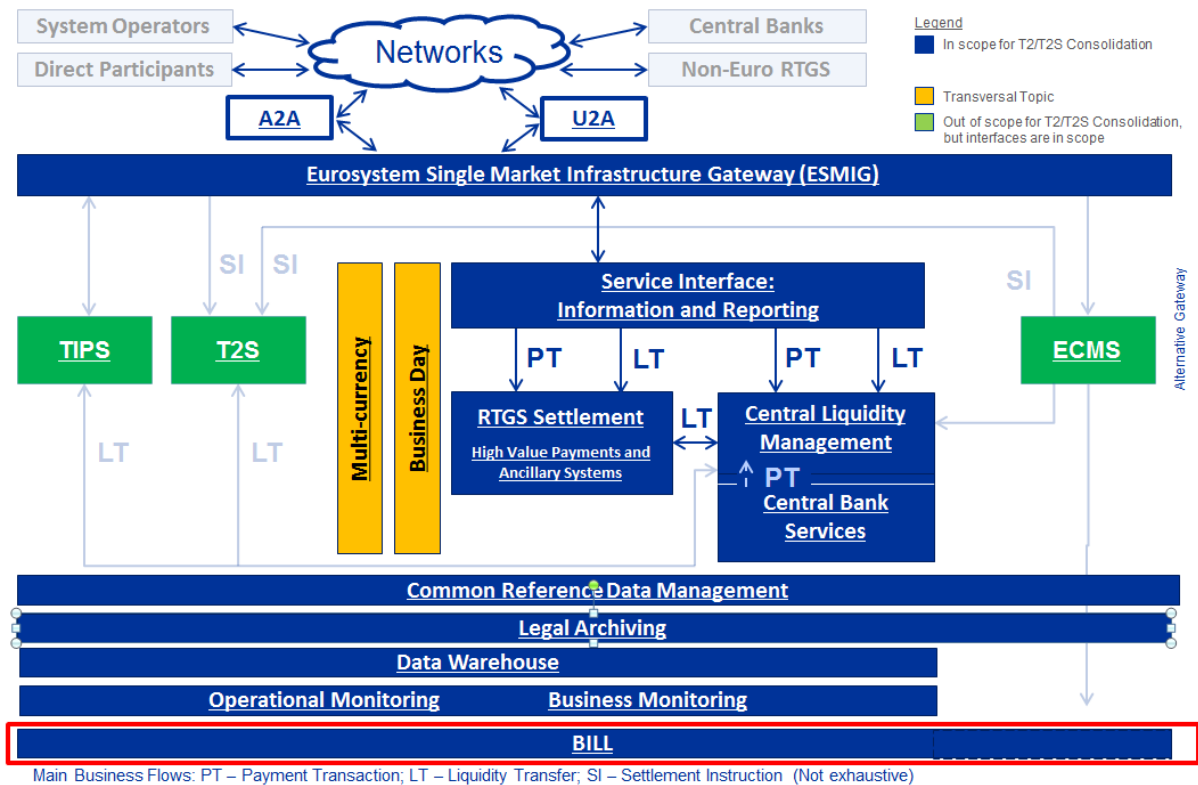 System Operators
Direct Participants
Networks
Central Banks
Non-Euro RTGS
Legend
In scope for T2/T2S Consolidation
Transversal Topic
Out of scope for T2/T2S Consolidation,
but interfaces are in scope
A2A
U2A
Eurosystem Single Market Infrastructure Gateway (ESMIG)
SI
SI
SI
Service Interface:
Information and Reporting
Alternative Gateway
TIPS
T2S
ECMS
Multi-currency
Business Day
PT
LT
PT
LT
RTGS Settlement
High Value Payments and
Ancillary Systems
LT
Central Liquidity
Management
PT
Central Bank
Services
LT
LT
Common Reference Data Management
Legal Archiving
Data Warehouse
Operational Monitoring
Business Monitoring
BILL
Main Business Flows: PT – Payment Transaction; LT – Liquidity Transfer; SI – Settlement Instruction (Not exhaustive)